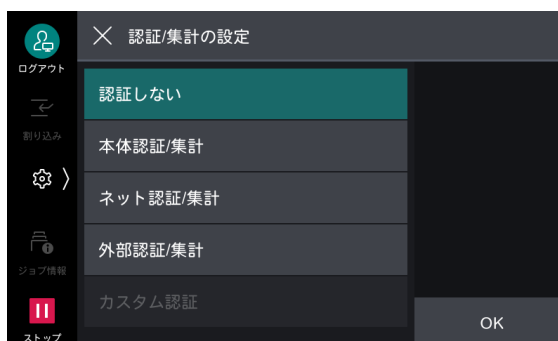 認証/集計の設定
ログアウト
認証しない
割り込み
本体認証/集計
ネット認証/集計
外部認証/集計
ジョブ情報
カスタム認証
OK
ストップ